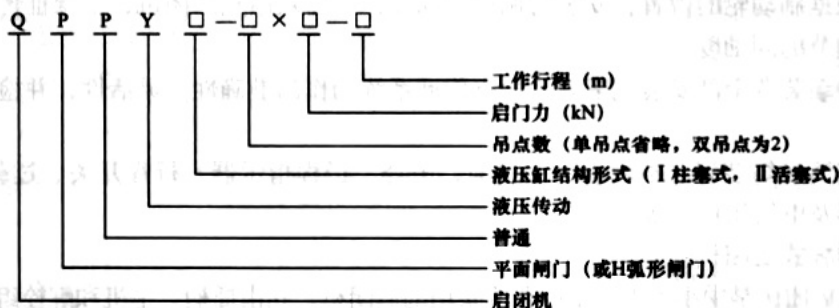 Q P P Y □—□×□—□
工作行程（m）
启门力（kN）
吊点数（单吊点省略，双吊点为2）
液压缸结构形式（Ⅰ柱塞式，Ⅱ活塞式）
液压传动
普通
平面闸门（或H弧形闸门）
启闭机